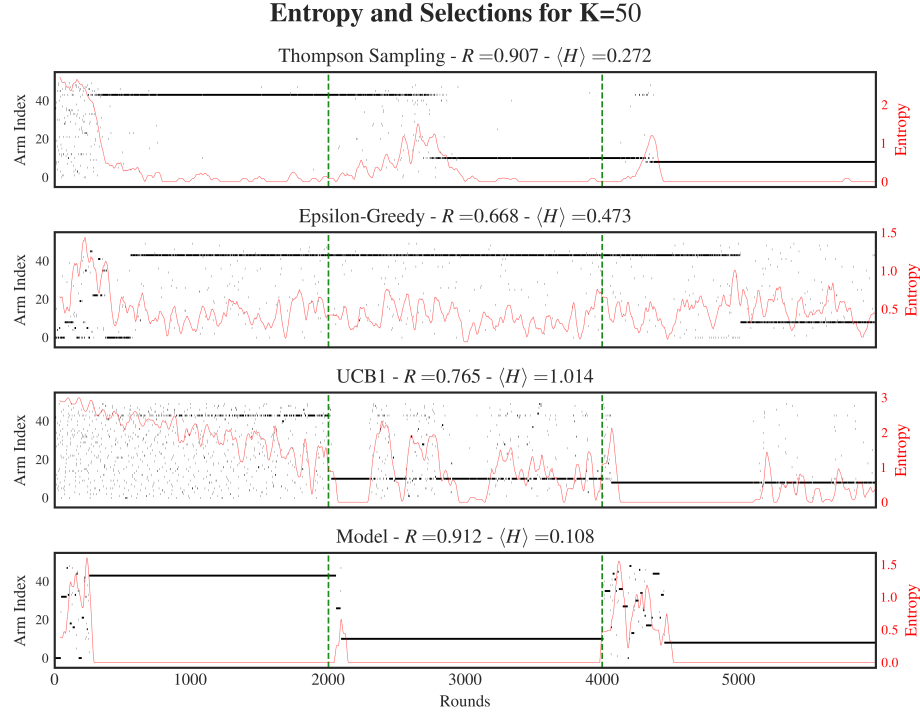 Entropy and Selections for K=50
Thompson Sampling - R =0.907 - ⟨H⟩ =0.272
Arm Index
40
20
0
2
1
0
Entropy
Epsilon-Greedy - R =0.668 - ⟨H⟩ =0.473
Arm Index
40
20
0
1.5
1.0
0.5
Entropy
UCB1 - R =0.765 - ⟨H⟩ =1.014
Arm Index
40
20
0
3
2
1
0
Entropy
Model - R =0.912 - ⟨H⟩ =0.108
Arm Index
40
20
0
1.5
1.0
0.5
0.0
Entropy
0 1000 2000 3000 4000 5000
Rounds